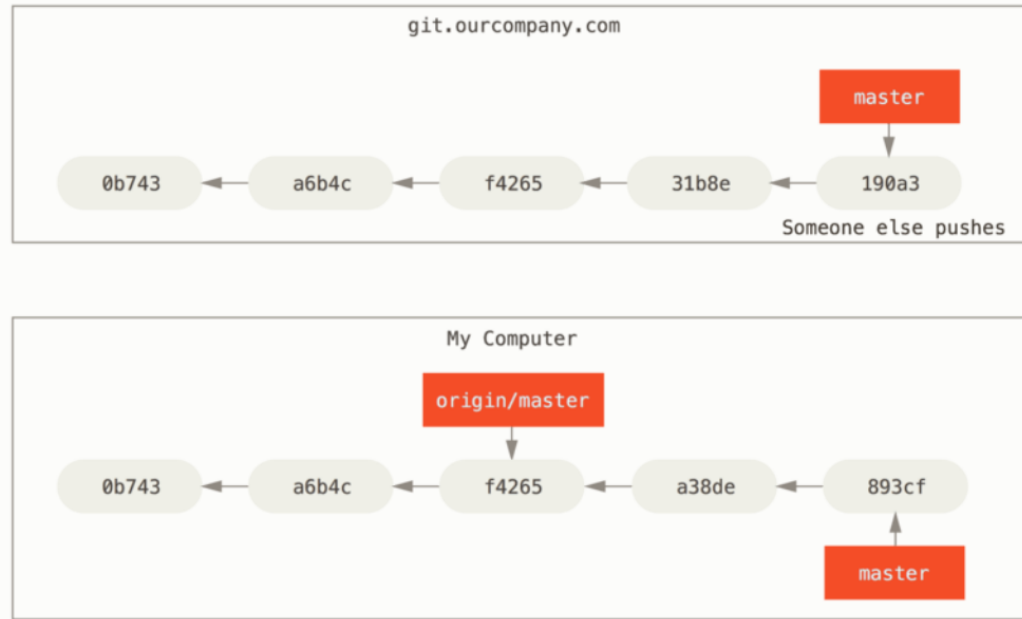 git.ourcompany.com
master
0b743 a6b4c f4265 31b8e 190a3
Someone else pushes
My Computer
origin/master
0b743 a6b4c f4265 a38de 893cf
master